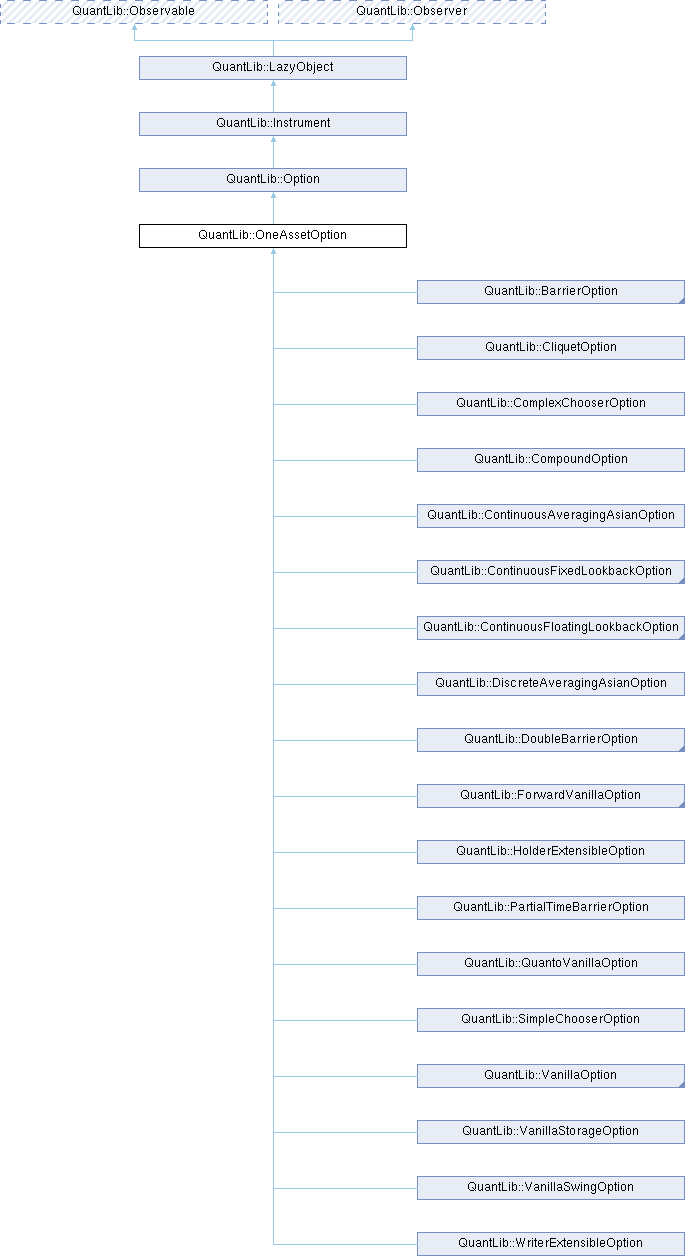 QuantLib::Observable
QuantLib::Observer
QuantLib::LazyObject
QuantLib::Instrument
QuantLib::Option
QuantLib::OneAssetOption
QuantLib::BarrierOption
QuantLib::CliquetOption
QuantLib::ComplexChooserOption
QuantLib::CompoundOption
QuantLib::ContinuousAveragingAsianOption
QuantLib::ContinuousFixedLookbackOption
QuantLib::ContinuousFloatingLookbackOption
QuantLib::DiscreteAveragingAsianOption
QuantLib::DoubleBarrierOption
QuantLib::ForwardVanillaOption
QuantLib::HolderExtensibleOption
QuantLib::PartialTimeBarrierOption
QuantLib::QuantoVanillaOption
QuantLib::SimpleChooserOption
QuantLib::VanillaOption
QuantLib::VanillaStorageOption
QuantLib::VanillaSwingOption
QuantLib::WriterExtensibleOption